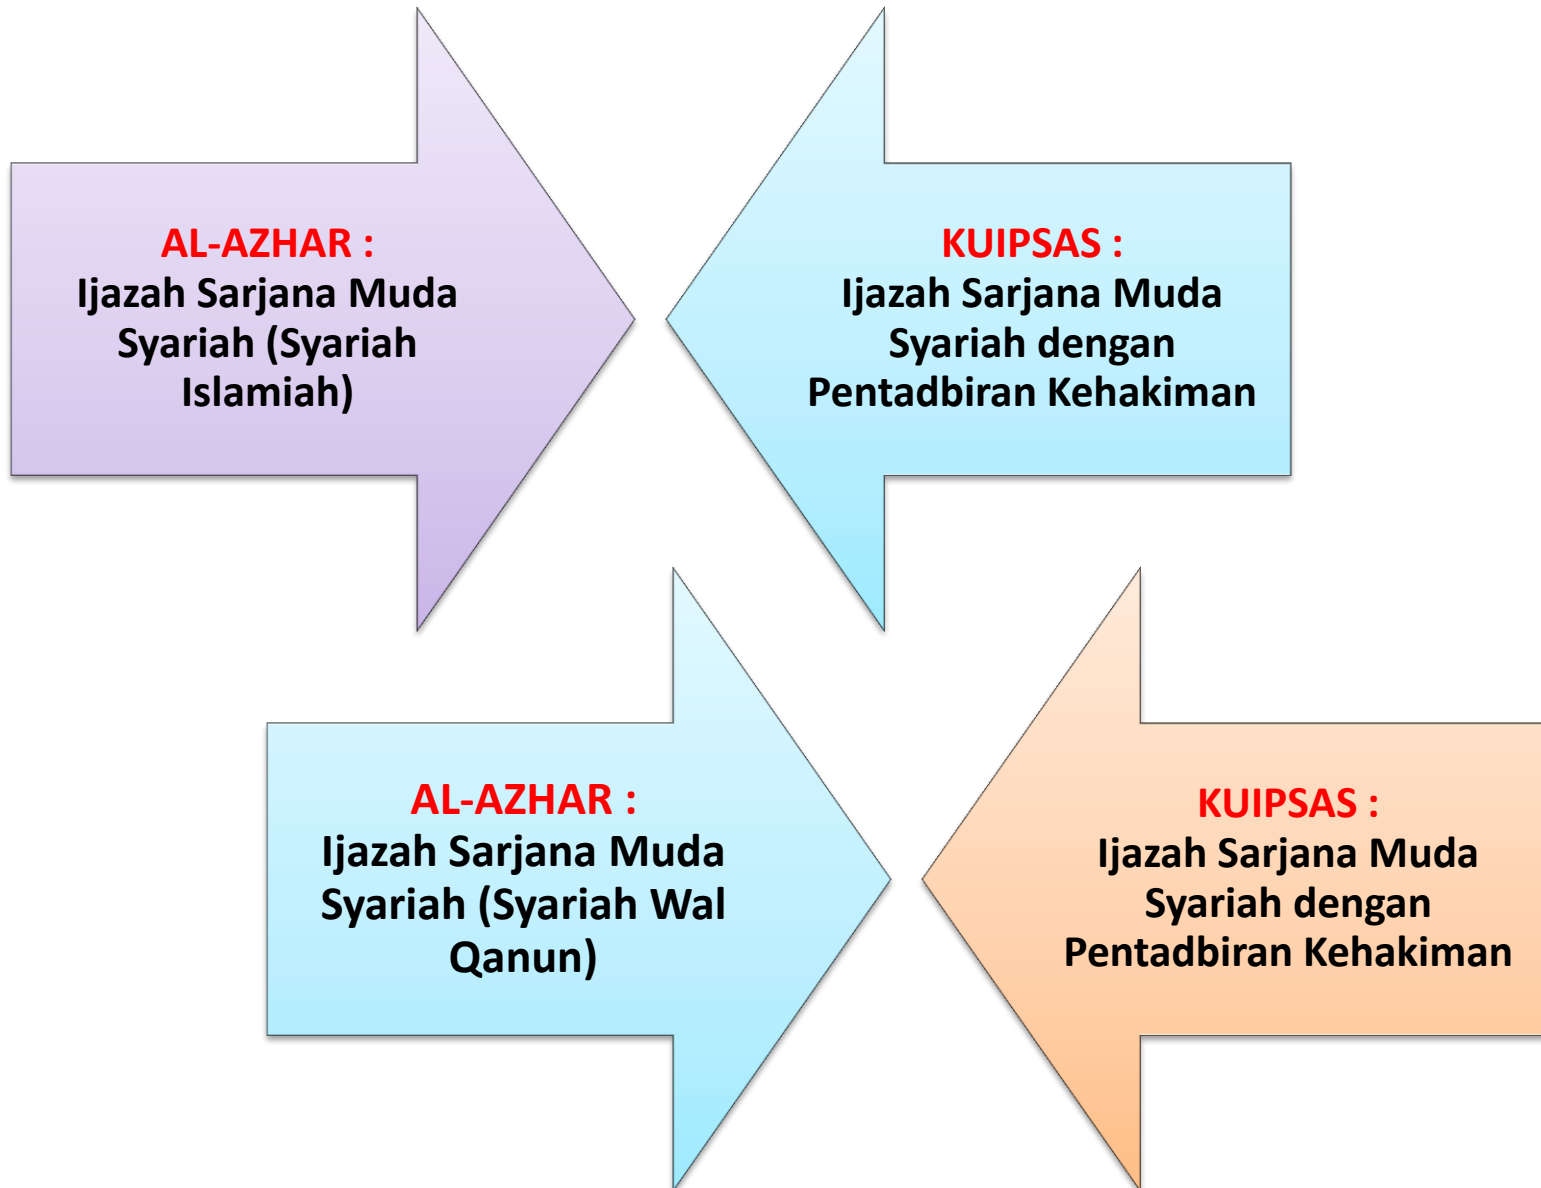 AL-AZHAR :
Ijazah Sarjana Muda
Syariah (Syariah
Islamiah)
KUIPSAS :
Ijazah Sarjana Muda
Syariah dengan
Pentadbiran Kehakiman
AL-AZHAR :
Ijazah Sarjana Muda
Syariah (Syariah Wal
Qanun)
KUIPSAS :
Ijazah Sarjana Muda
Syariah dengan
Pentadbiran Kehakiman